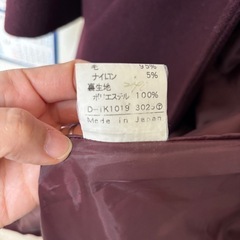 毛 95%
ナイロン 5%
裏生地
ポリエステル 100%
D-JK1019 3029⑦
Made in Japan